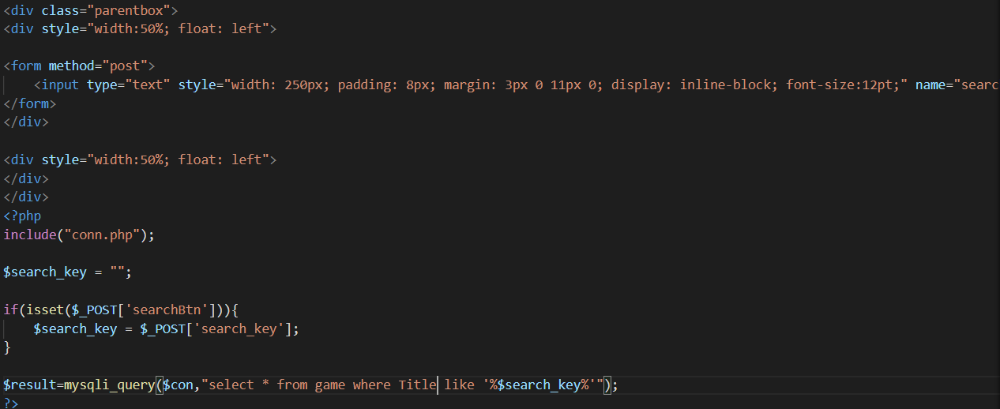 <div class="parentbox">
<div style="width:50%; float: left">
<form method="post">
<input type="text" style="width: 250px; padding: 8px; margin: 3px 0 11px 0; display: inline-block; font-size:12pt;" name="searc
</form>
</div>
<div style="width:50%; float: left">
</div>
</div>
<?php
include("conn.php");
$search_key = "";
if(isset($_POST['searchBtn'])){
$search_key = $_POST['search_key'];
}
$result=mysqli_query($con,"select * from game where Title like '%$search_key%'");
?>